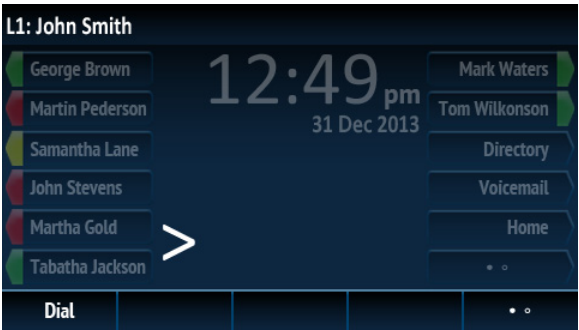 L1: John Smith
George Brown
Martin Pederson
Samantha Lane
John Stevens
Martha Gold
Tabatha Jackson
12:49 pm
31 Dec 2013
Mark Waters
Tom Wilkonson
Directory
Voicemail
Home
>
Dial